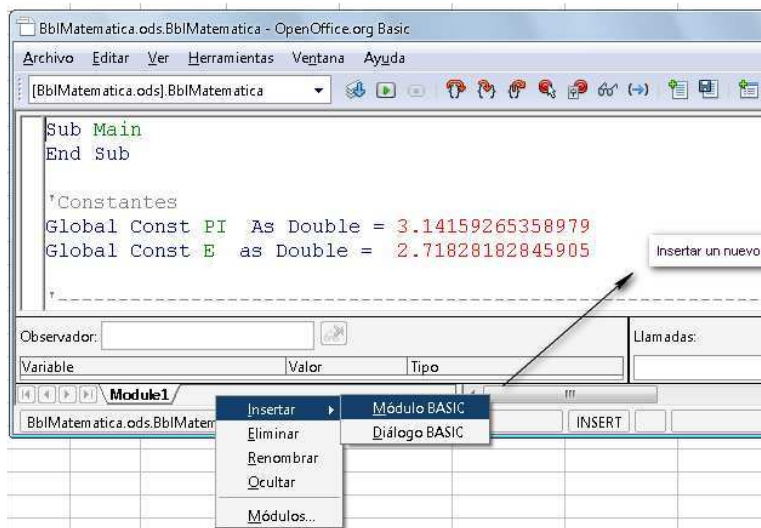 BblMatematica.ods.BblMatematica - OpenOffice.org Basic
Archivo Editar Ver Herramientas Ventana Ayuda
[BblMatematica.ods].BblMatematica
Sub Main
End Sub
'Constantes
Global Const PI As Double = 3.14159265358979
Global Const E as Double = 2.71828182845905
Insertar un nuevo
'------------------------------------------------
Observador:
Llamadas:
Variable Valor Tipo
Module1
Insertar
Módulo BASIC
BblMatematica.ods.BblMatem
INSERT
Eliminar
Diálogo BASIC
Renombrar
Ocultar
Módulos...